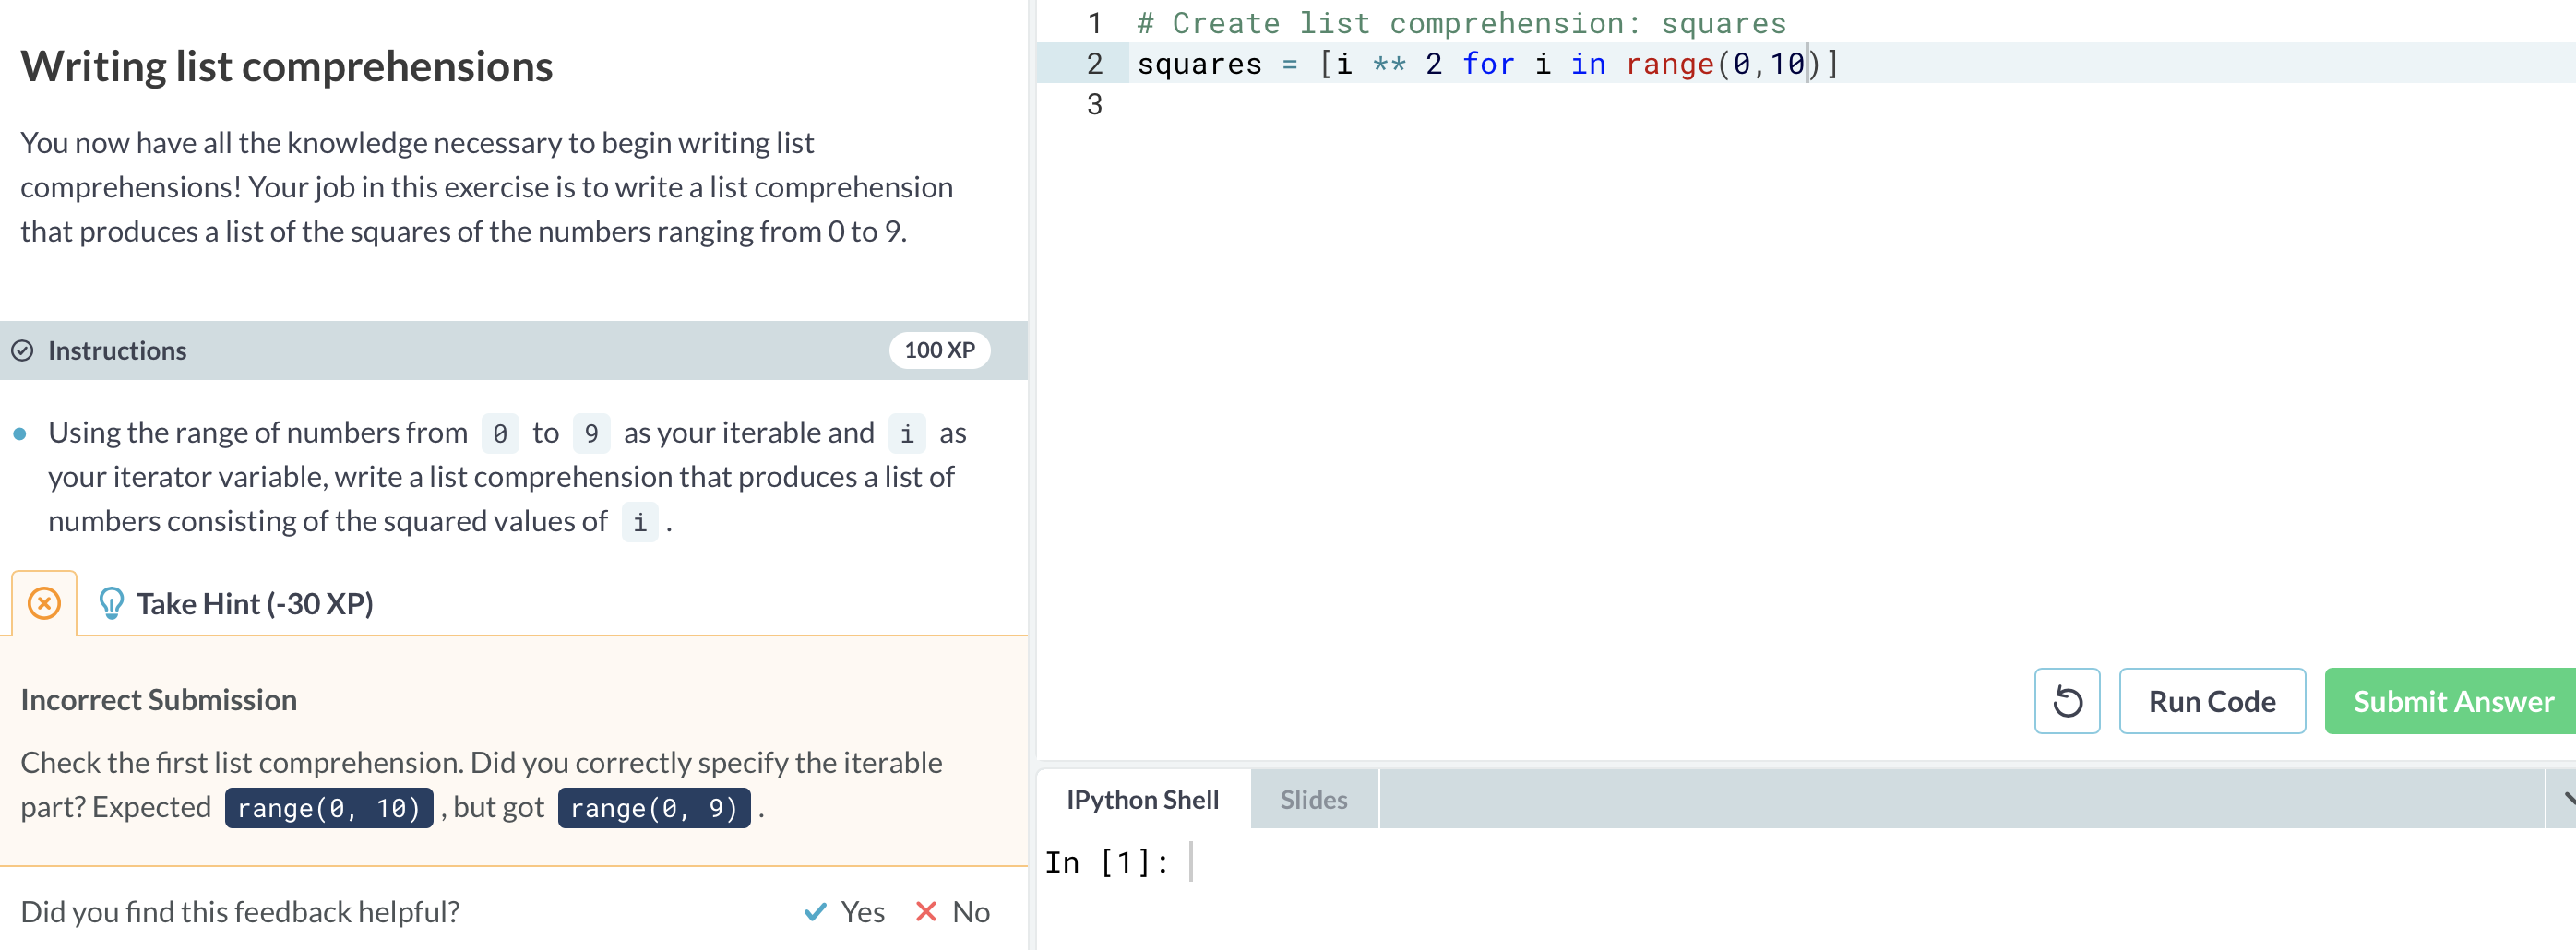 Writing list comprehensions
You now have all the knowledge necessary to begin writing list
comprehensions! Your job in this exercise is to write a list comprehension
that produces a list of the squares of the numbers ranging from 0 to 9.
Instructions
100 XP
Using the range of numbers from 0 to 9 as your iterable and i as
your iterator variable, write a list comprehension that produces a list of
numbers consisting of the squared values of i .
Take Hint (-30 XP)
Incorrect Submission
Check the first list comprehension. Did you correctly specify the iterable
part? Expected range(0, 10) , but got range(0, 9) .
Did you find this feedback helpful?
Yes
No
1 # Create list comprehension: squares
2 squares = [i ** 2 for i in range(0,10)]
3
Run Code
Submit Answer
IPython Shell
Slides
In [1]: